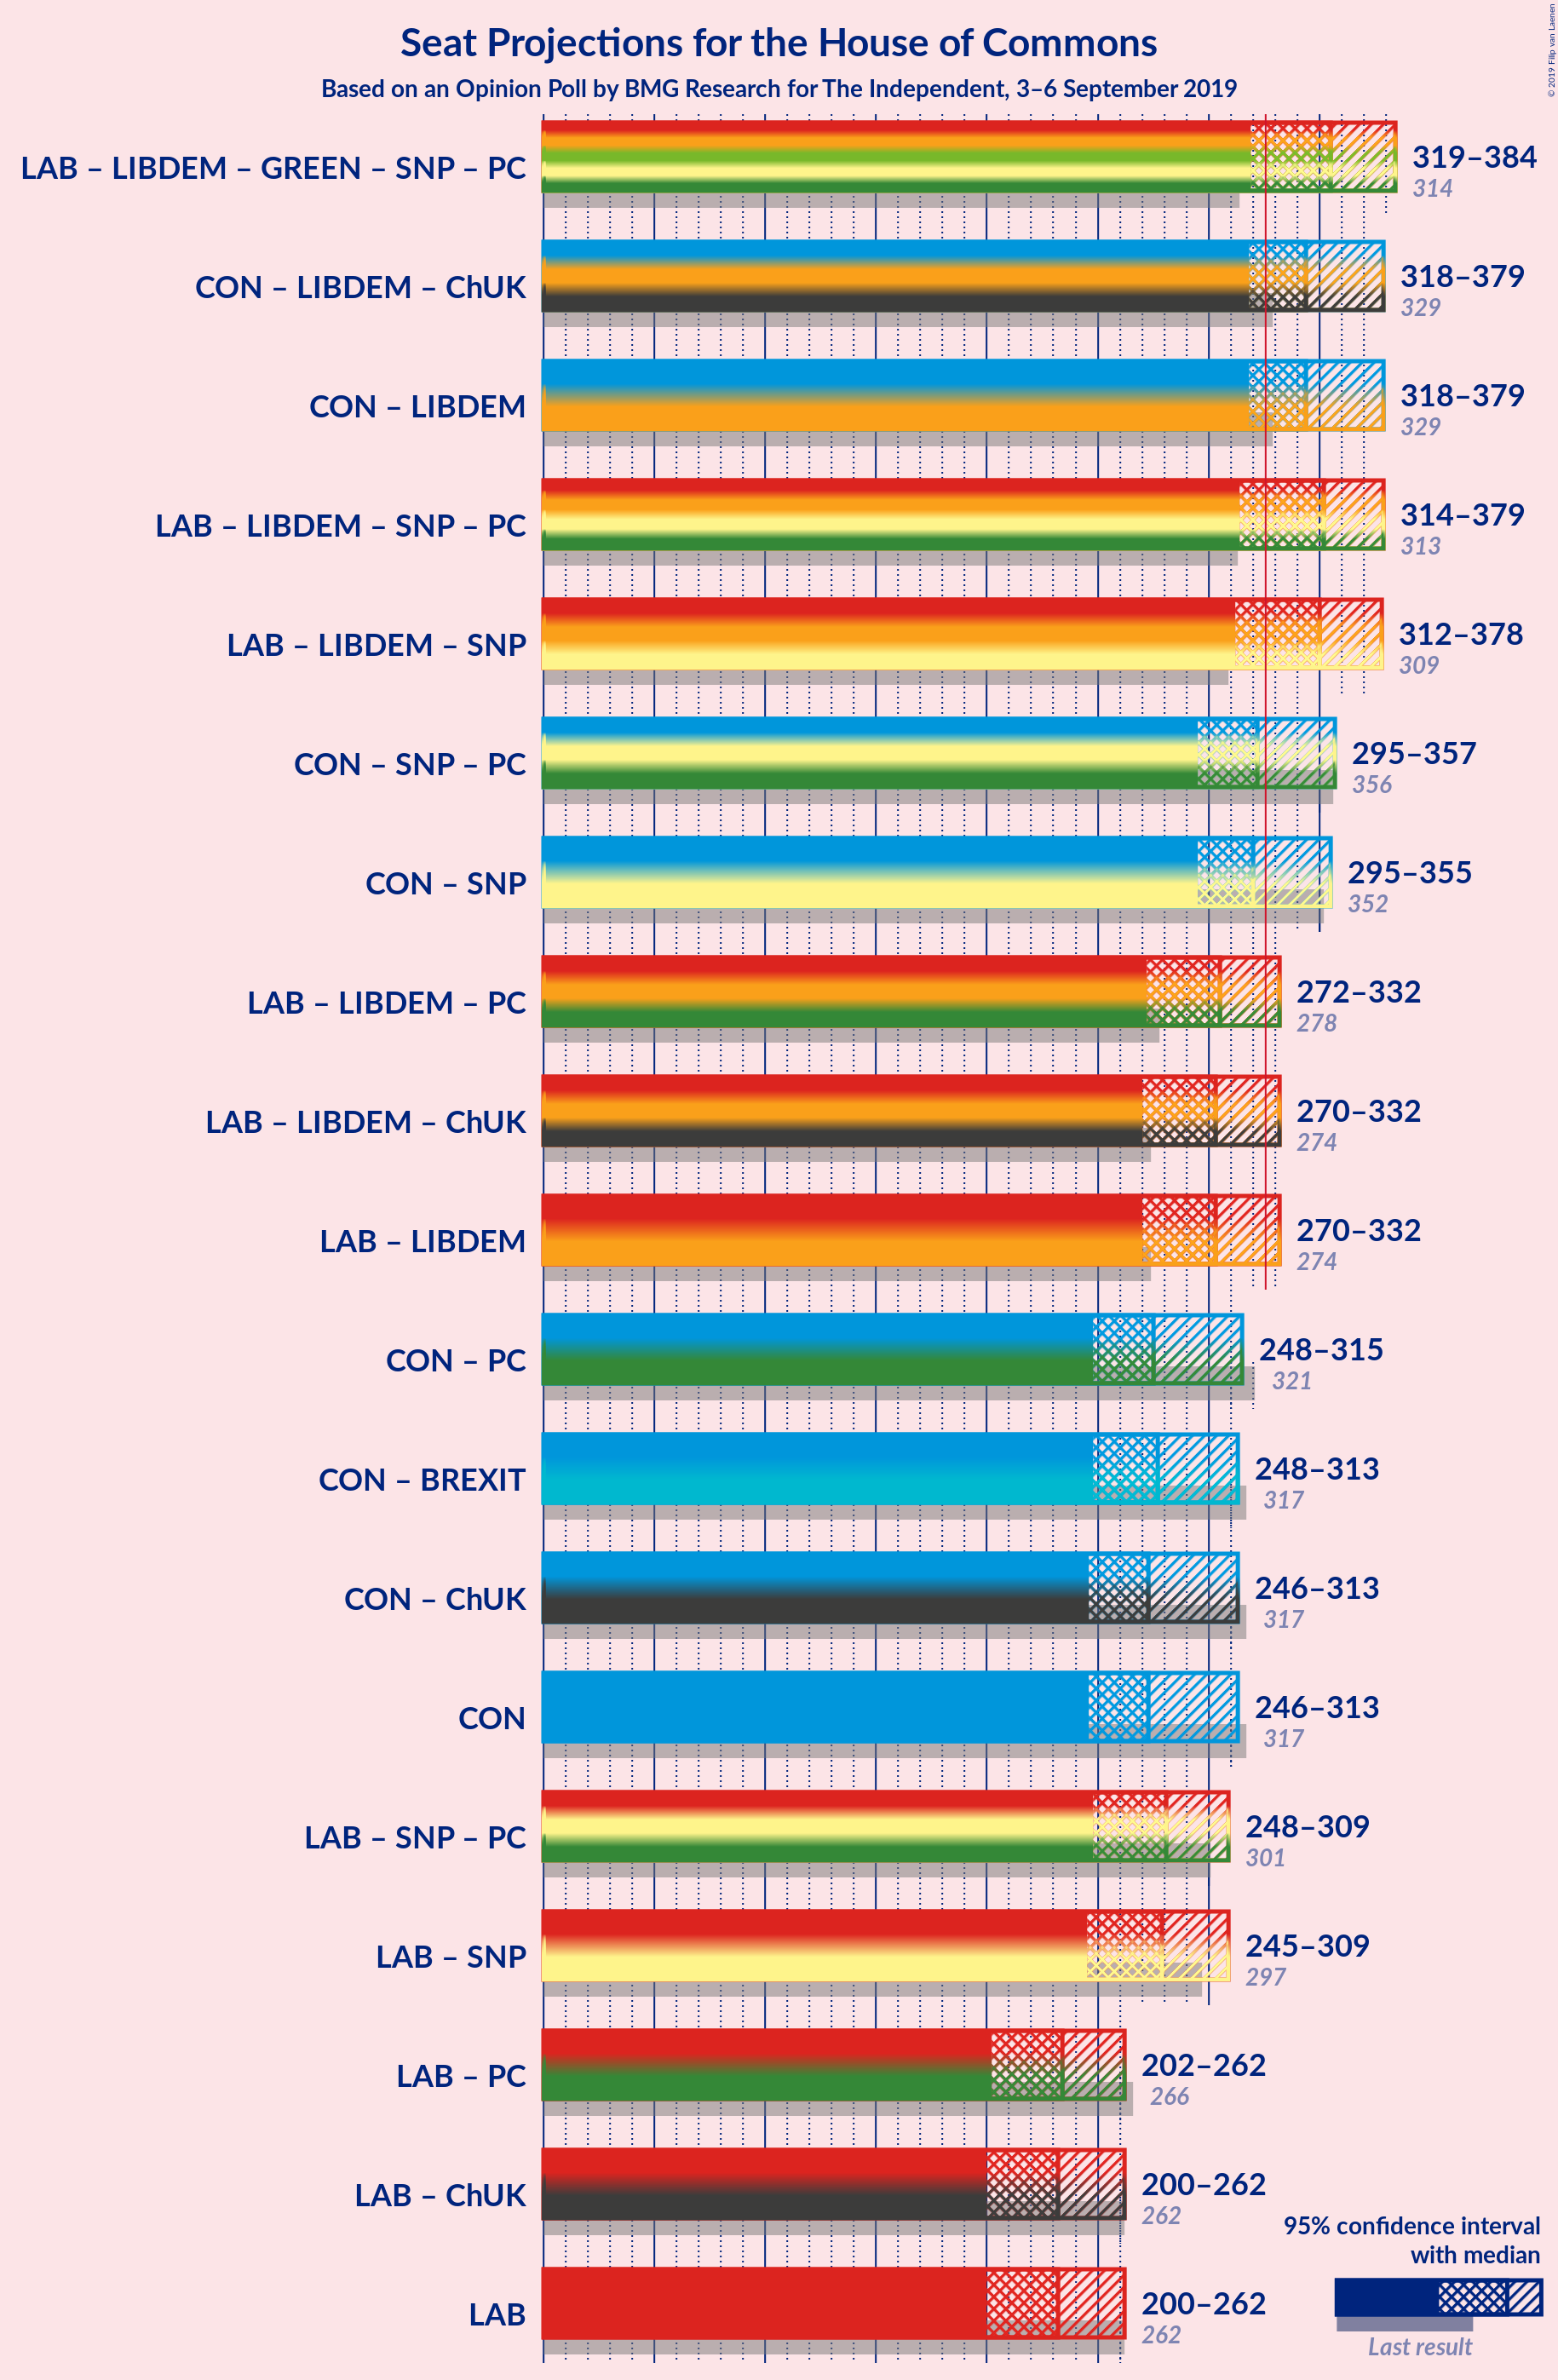 Seat Projections for the House of Commons
Based on an Opinion Poll by BMG Research for The Independent, 3–6 September 2019
© 2019 Filip van Laenen
LAB – LIBDEM – GREEN – SNP – PC
319–384
314
CON – LIBDEM – ChUK
318–379
329
CON – LIBDEM
318–379
329
LAB – LIBDEM – SNP – PC
314–379
313
LAB – LIBDEM – SNP
312–378
309
CON – SNP – PC
295–357
356
CON – SNP
295–355
352
LAB – LIBDEM – PC
272–332
278
LAB – LIBDEM – ChUK
270–332
274
LAB – LIBDEM
270–332
274
CON – PC
248–315
321
CON – BREXIT
248–313
317
CON – ChUK
246–313
317
CON
246–313
317
LAB – SNP – PC
248–309
301
LAB – SNP
245–309
297
LAB – PC
202–262
266
LAB – ChUK
200–262
262
LAB
200–262
262
95% confidence interval
with median
Last result